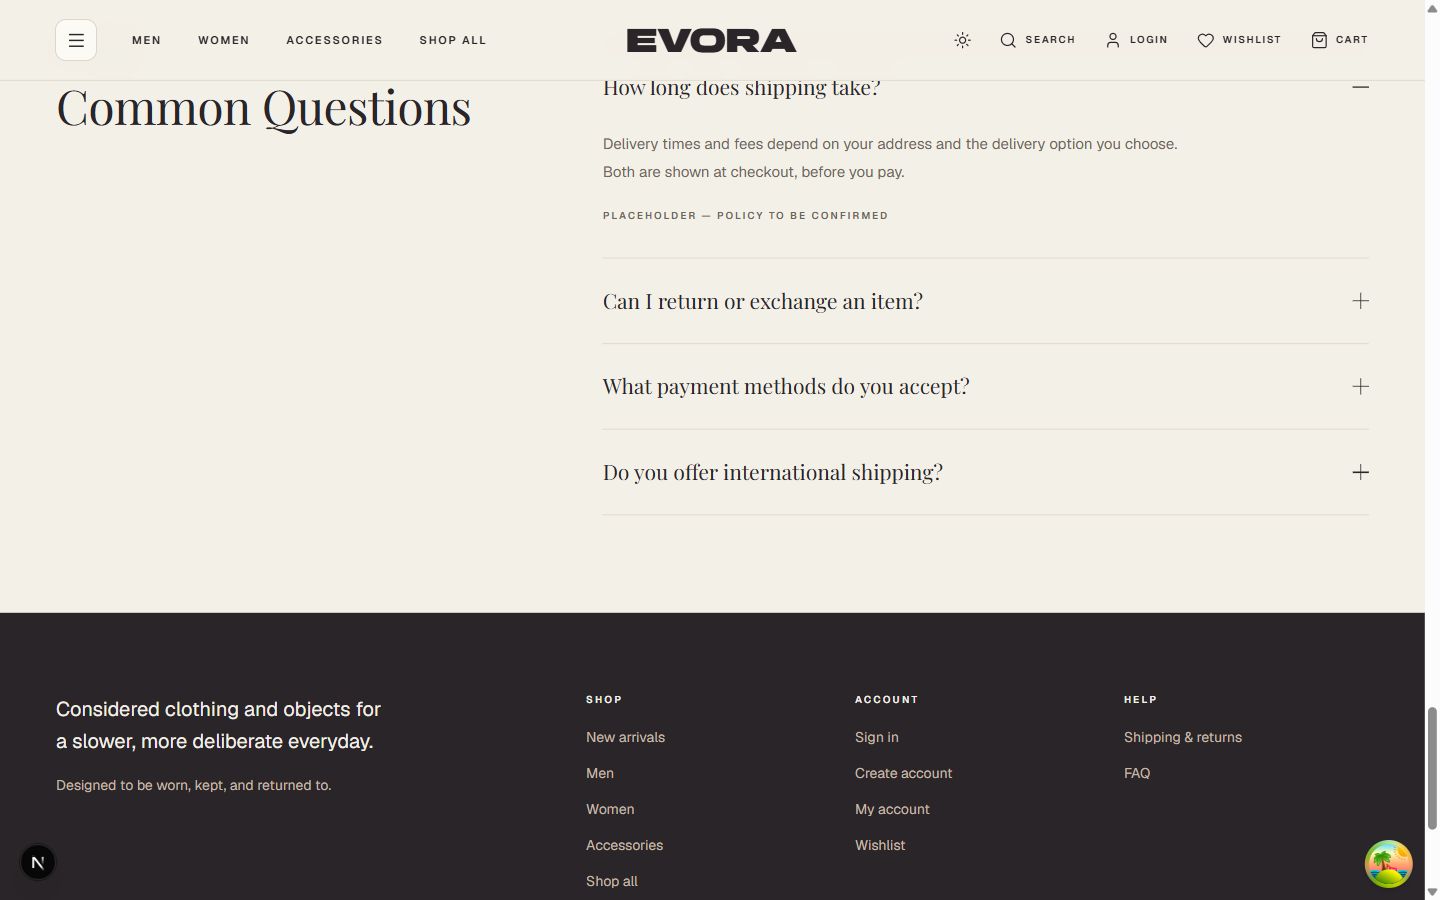 MEN WOMEN ACCESSORIES SHOP ALL EVORA SEARCH LOGIN WISHLIST CART
Common Questions
How long does shipping take?
Delivery times and fees depend on your address and the delivery option you choose.
Both are shown at checkout, before you pay.
PLACEHOLDER — POLICY TO BE CONFIRMED
Can I return or exchange an item?
What payment methods do you accept?
Do you offer international shipping?
Considered clothing and objects for
a slower, more deliberate everyday.
Designed to be worn, kept, and returned to.
SHOP
New arrivals
Men
Women
Accessories
Shop all
ACCOUNT
Sign in
Create account
My account
Wishlist
HELP
Shipping & returns
FAQ
N